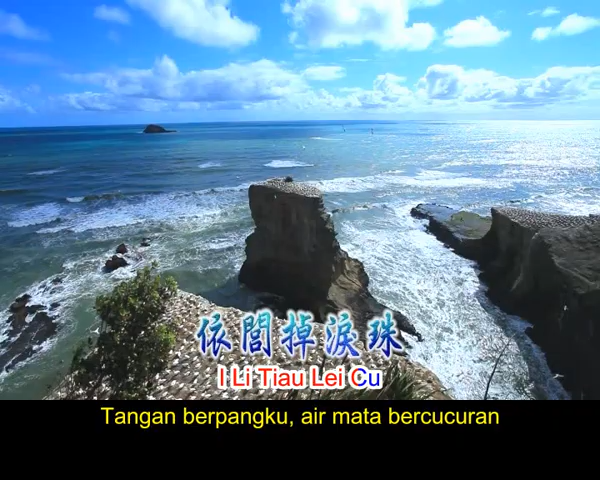 依閭掉淚珠
I Li Tiau Lei Cu
Tangan berpangku, air mata bercucuran